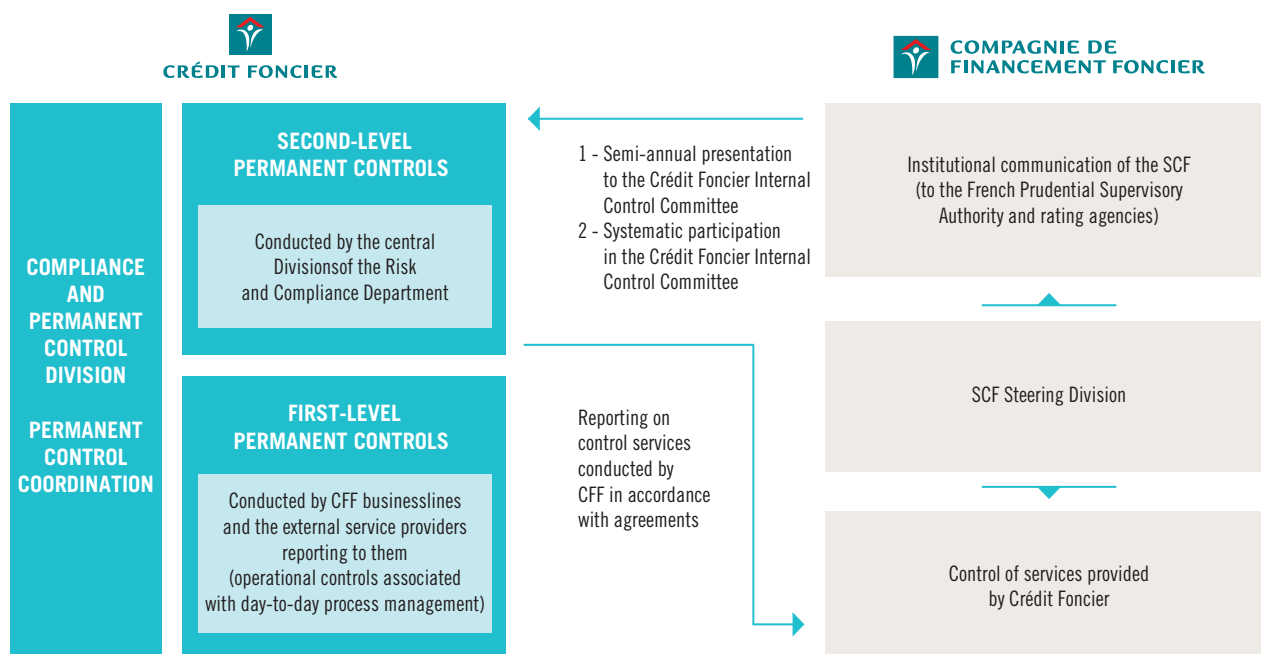 CRÉDIT FONCIER
COMPAGNIE DE
FINANCEMENT FONCIER
COMPLIANCE
AND
PERMANENT
CONTROL
DIVISION
PERMANENT
CONTROL
COORDINATION
SECOND-LEVEL
PERMANENT CONTROLS
Conducted by the central
Divisionsof the Risk
and Compliance Department
FIRST-LEVEL
PERMANENT CONTROLS
Conducted by CFF businesslines
and the external service providers
reporting to them
(operational controls associated
with day-to-day process management)
1 - Semi-annual presentation
to the Crédit Foncier Internal
Control Committee
2 - Systematic participation
in the Crédit Foncier Internal
Control Committee
Reporting on
control services
conducted by
CFF in accordance
with agreements
Institutional communication of the SCF
(to the French Prudential Supervisory
Authority and rating agencies)
SCF Steering Division
Control of services provided
by Crédit Foncier